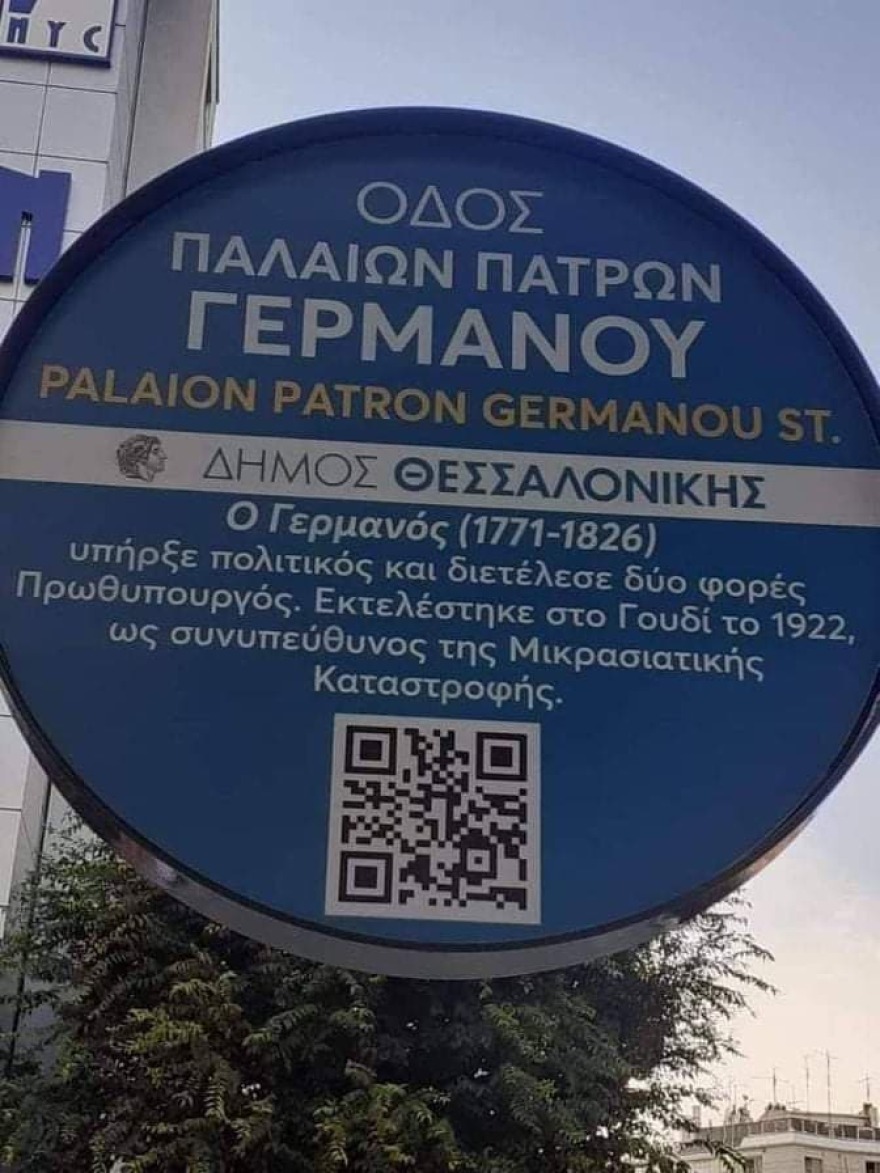 ΠΥC
ΟΔΟΣ
ΠΑΛΑΙΩΝ ΠΑΤΡΩΝ
ΓΕΡΜΑΝΟΥ
PALAION PATRON GERMANOU ST.
ΔΗΜΟΣ ΘΕΣΣΑΛΟΝΙΚΗΣ
Ο Γερμανός (1771-1826)
υπήρξε πολιτικός και διετέλεσε δύο φορές
Πρωθυπουργός. Εκτελέστηκε στο Γουδί το 1922,
ως συνυπεύθυνος της Μικρασιατικής
Καταστροφής.